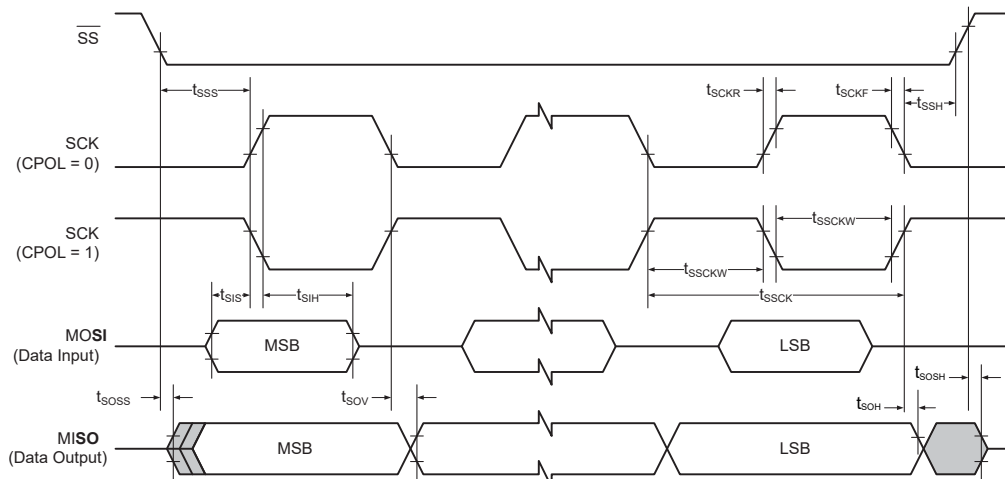 SS
tSSS
tSCKR
tSCKF
tSSH
SCK
(CPOL = 0)
SCK
(CPOL = 1)
tSSCKW
tSSCKW
tSSCK
tSIS
tSIH
MOSI
(Data Input)
MSB
LSB
tSOSS
tSOV
tSOH
tSOSH
MISO
(Data Output)
MSB
LSB